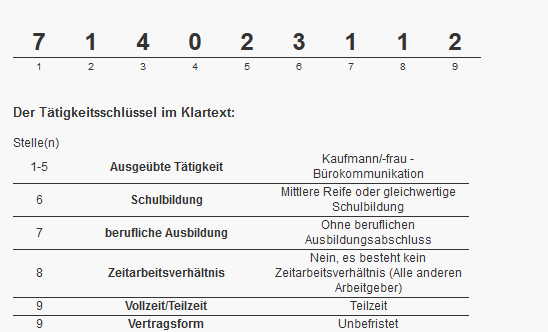 7 1 4 0 2 3 1 1 2
1 2 3 4 5 6 7 8 9
Der Tätigkeitsschlüssel im Klartext:
Stelle(n)
1-5 Ausgeübte Tätigkeit Kaufmann/-frau -
Bürokommunikation
6 Schulbildung Mittlere Reife oder gleichwertige
Schulbildung
7 berufliche Ausbildung Ohne beruflichen
Ausbildungsabschluss
8 Zeitarbeitsverhältnis Nein, es besteht kein
Zeitarbeitsverhältnis (Alle anderen
Arbeitgeber)
9 Vollzeit/Teilzeit Teilzeit
9 Vertragsform Unbefristet